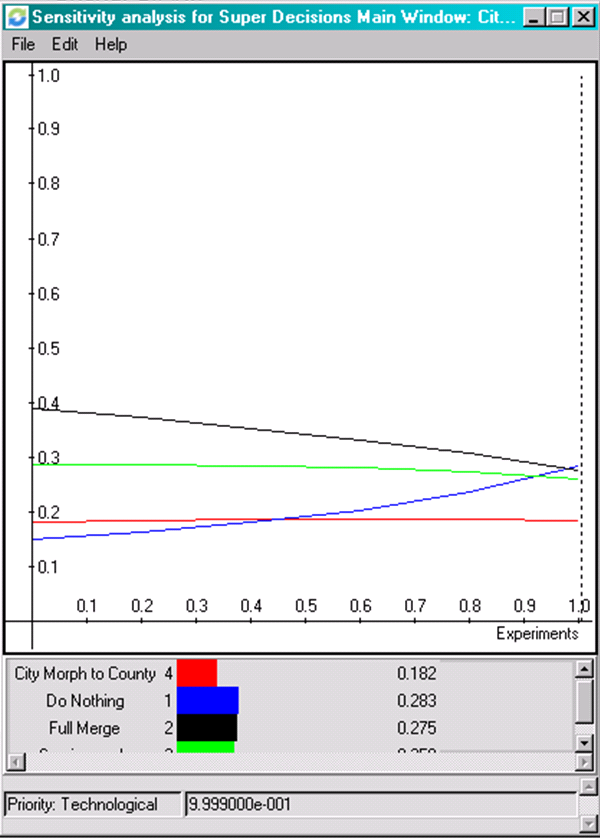 Sensitivity analysis for Super Decisions Main Window: Cit...
File Edit Help
1.0
0.9
0.8
0.7
0.6
0.5
0.4
0.3
0.2
0.1
0.1 0.2 0.3 0.4 0.5 0.6 0.7 0.8 0.9 1.0
Experiments
City Morph to County 4 0.182
Do Nothing 1 0.283
Full Merge 2 0.275
Priority: Technological 9.999000e-001